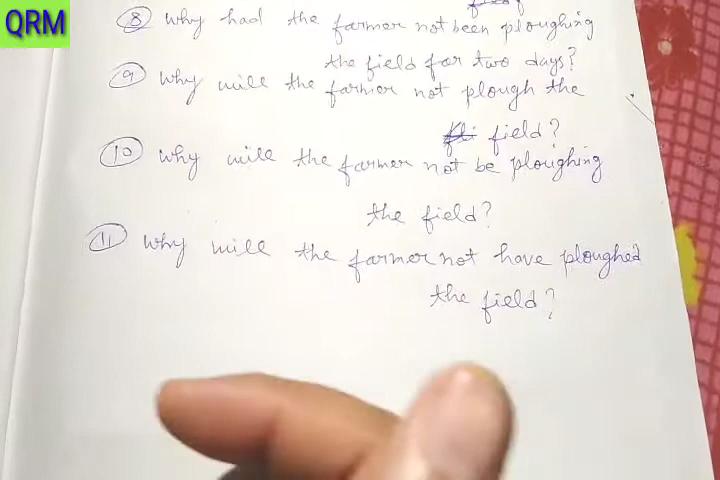 QRM
⑧ Why had the farmer not been ploughing
the field for two days?
⑨ Why will the farmer not plough the
field?
⑩ Why will the farmer not be ploughing
the field?
⑪ Why will the farmer not have ploughed
the field?